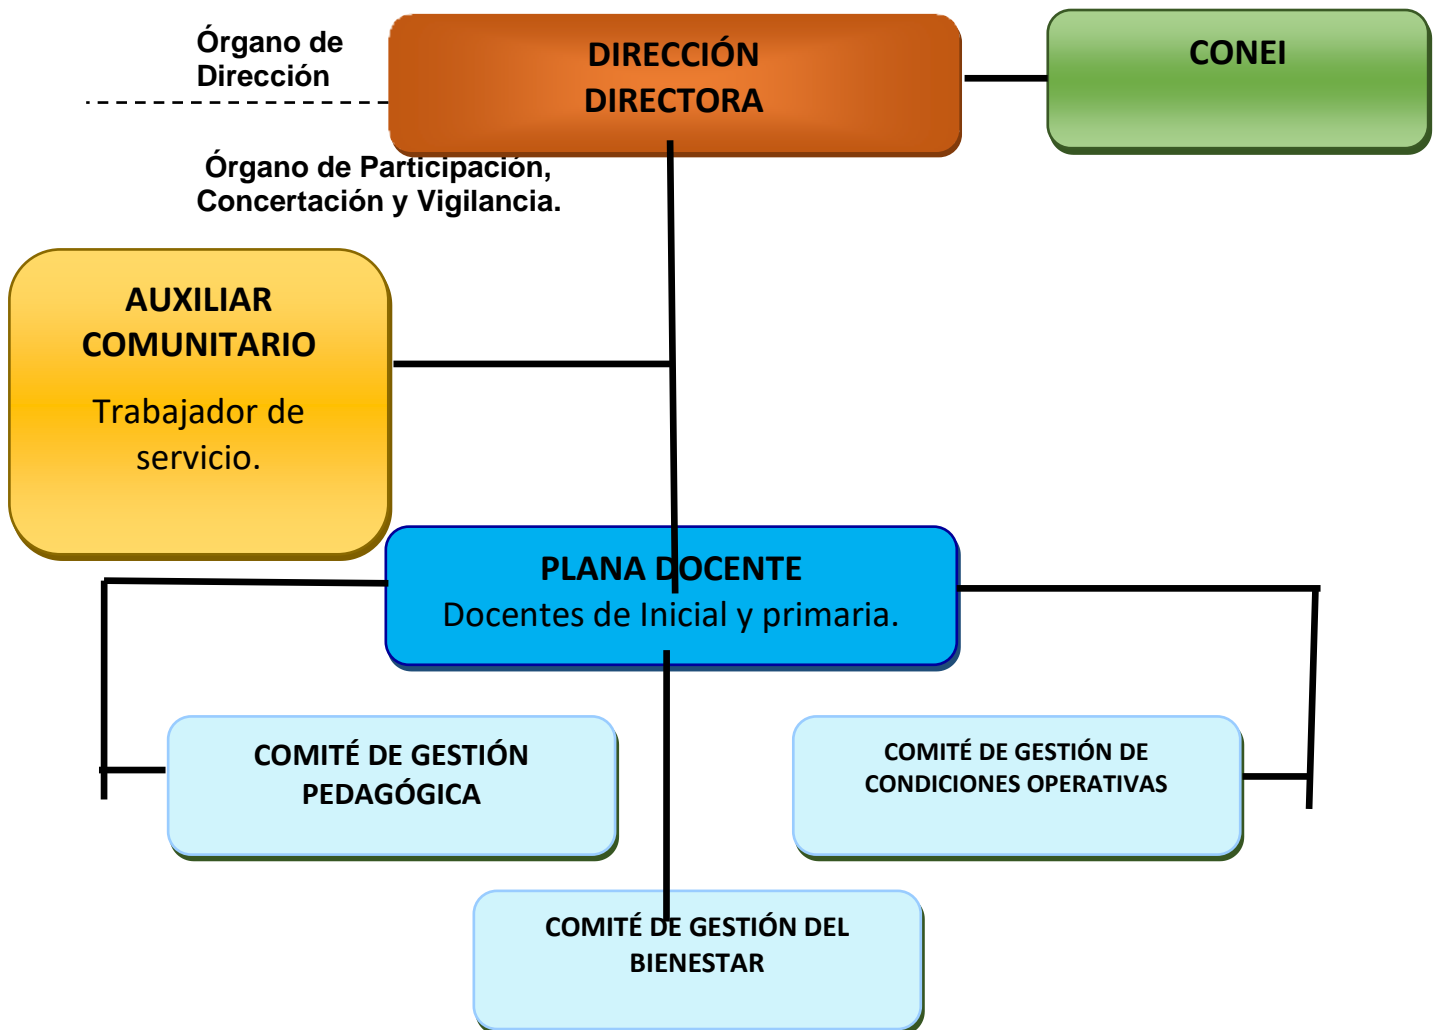 Órgano de
Dirección
DIRECCIÓN
DIRECTORA
CONEI
Órgano de Participación,
Concertación y Vigilancia.
AUXILIAR
COMUNITARIO
Trabajador de
servicio.
PLANA DOCENTE
Docentes de Inicial y primaria.
COMITÉ DE GESTIÓN
PEDAGÓGICA
COMITÉ DE GESTIÓN DE
CONDICIONES OPERATIVAS
COMITÉ DE GESTIÓN DEL
BIENESTAR